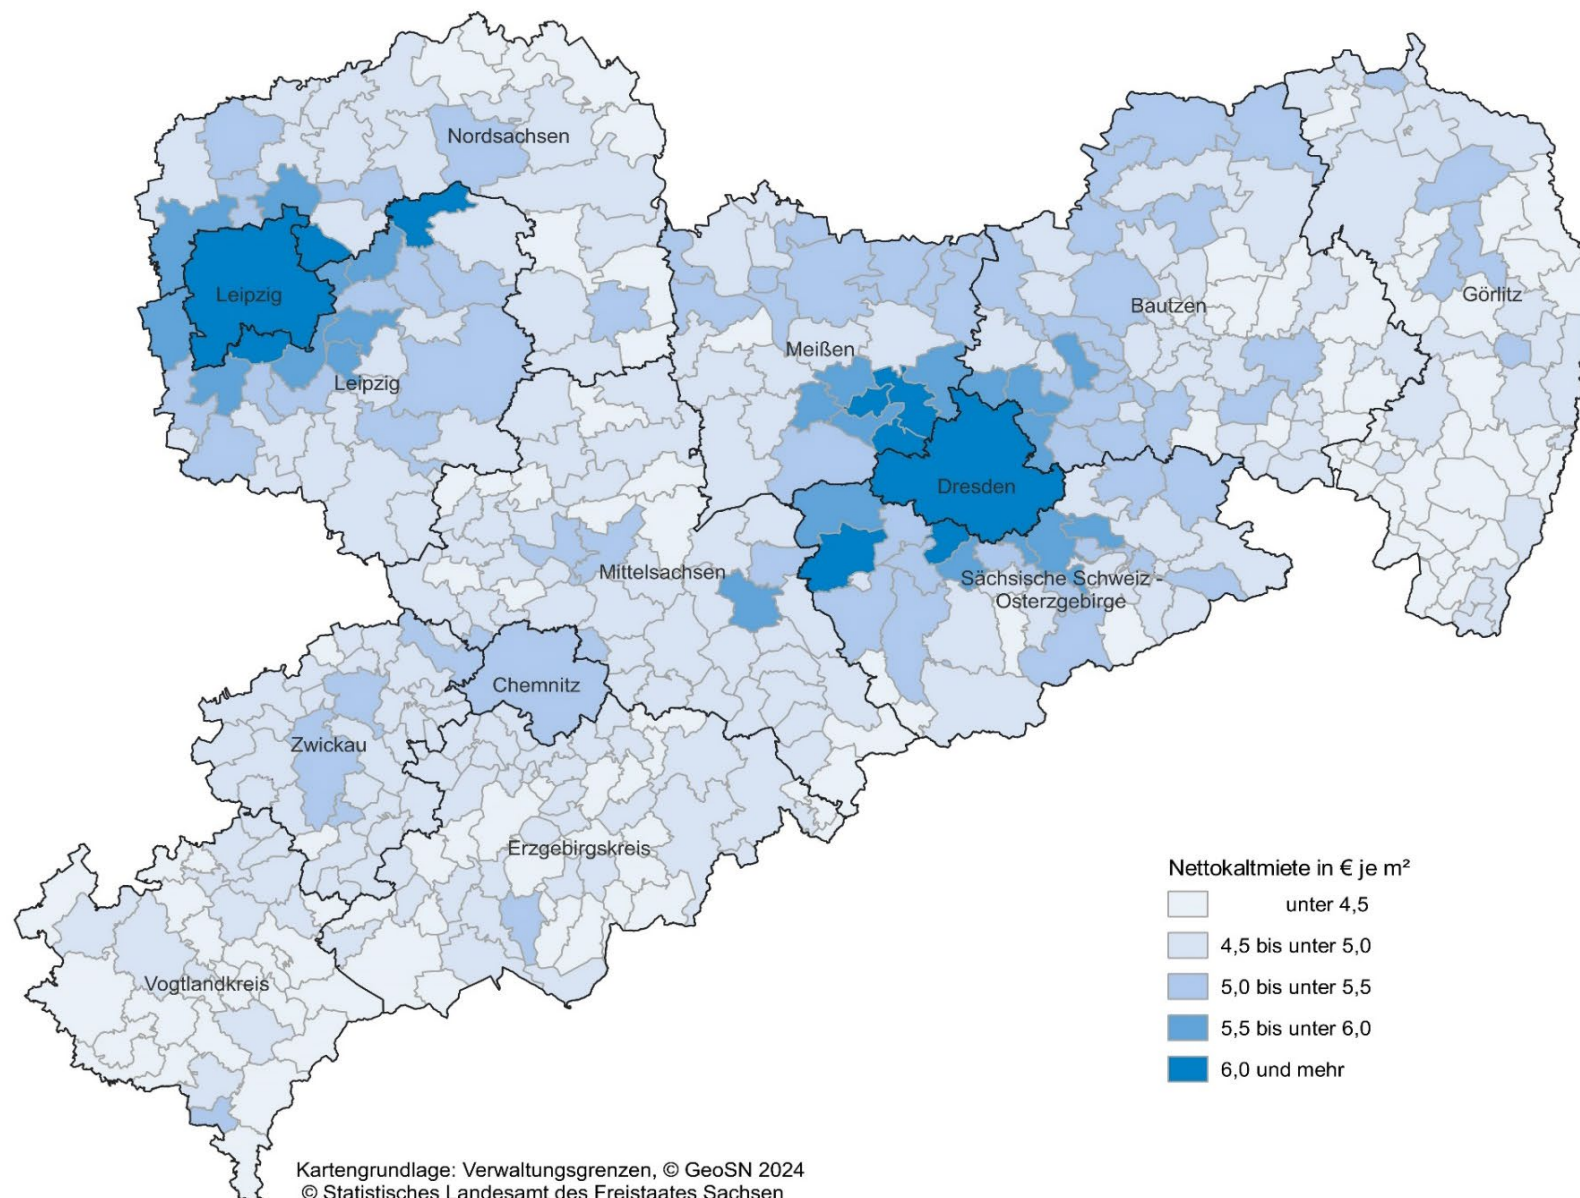 Nordsachsen
Leipzig
Bautzen
Görlitz
Meißen
Leipzig
Dresden
Mittelsachsen
Sächsische Schweiz -
Osterzgebirge
Chemnitz
Zwickau
Erzgebirgskreis
Vogtlandkreis
Nettokaltmiete in € je m²
unter 4,5
4,5 bis unter 5,0
5,0 bis unter 5,5
5,5 bis unter 6,0
6,0 und mehr
Kartengrundlage: Verwaltungsgrenzen, © GeoSN 2024
© Statistisches Landesamt des Freistaates Sachsen